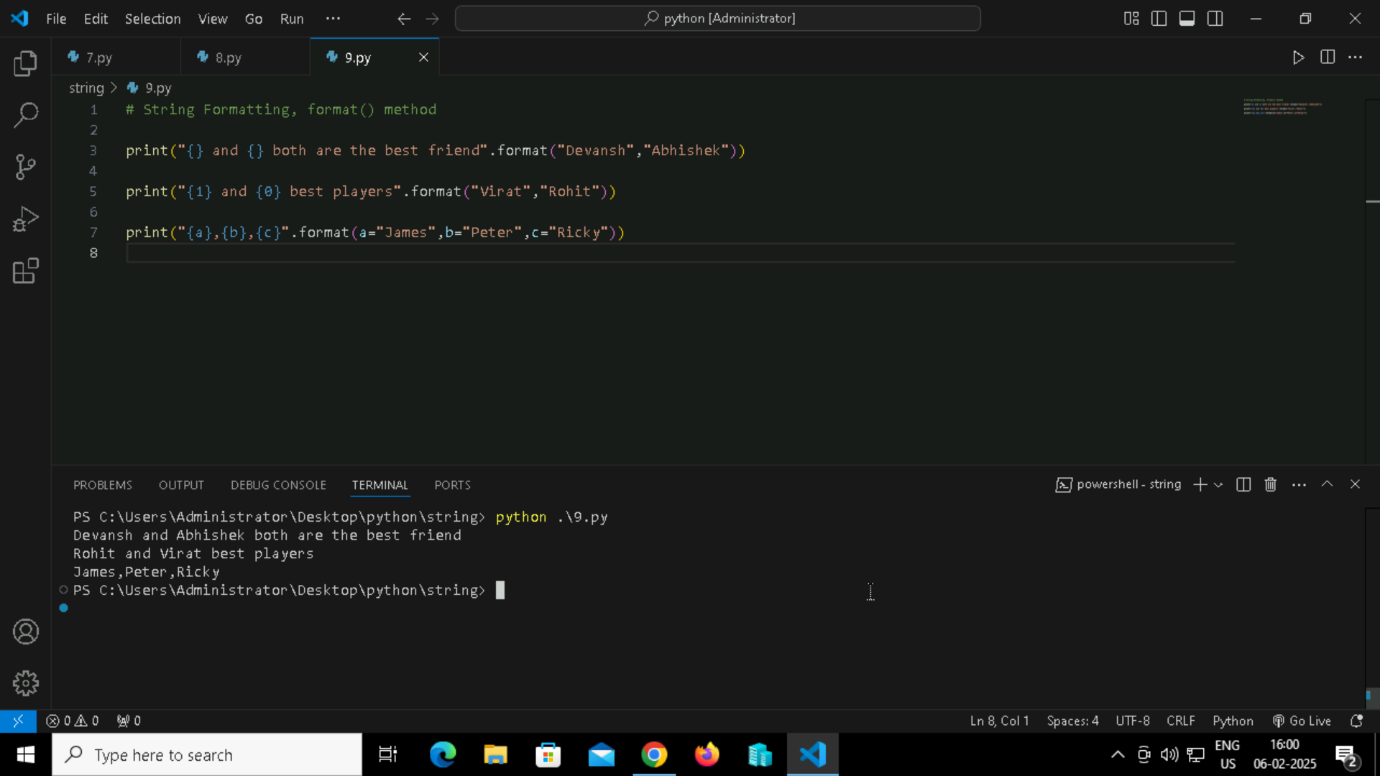 File Edit Selection View Go Run ··· python [Administrator]
7.py 8.py 9.py
string > 9.py
1 # String Formatting, format() method
2
3 print("{} and {} both are the best friend".format("Devansh","Abhishek"))
4
5 print("{1} and {0} best players".format("Virat","Rohit"))
6
7 print("{a},{b},{c}".format(a="James",b="Peter",c="Ricky"))
8
PROBLEMS OUTPUT DEBUG CONSOLE TERMINAL PORTS powershell - string
PS C:\Users\Administrator\Desktop\python\string> python .\9.py
Devansh and Abhishek both are the best friend
Rohit and Virat best players
James,Peter,Ricky
PS C:\Users\Administrator\Desktop\python\string>
0 0 0 Ln 8, Col 1 Spaces: 4 UTF-8 CRLF Python Go Live
Type here to search
ENG 16:00
US 06-02-2025 2